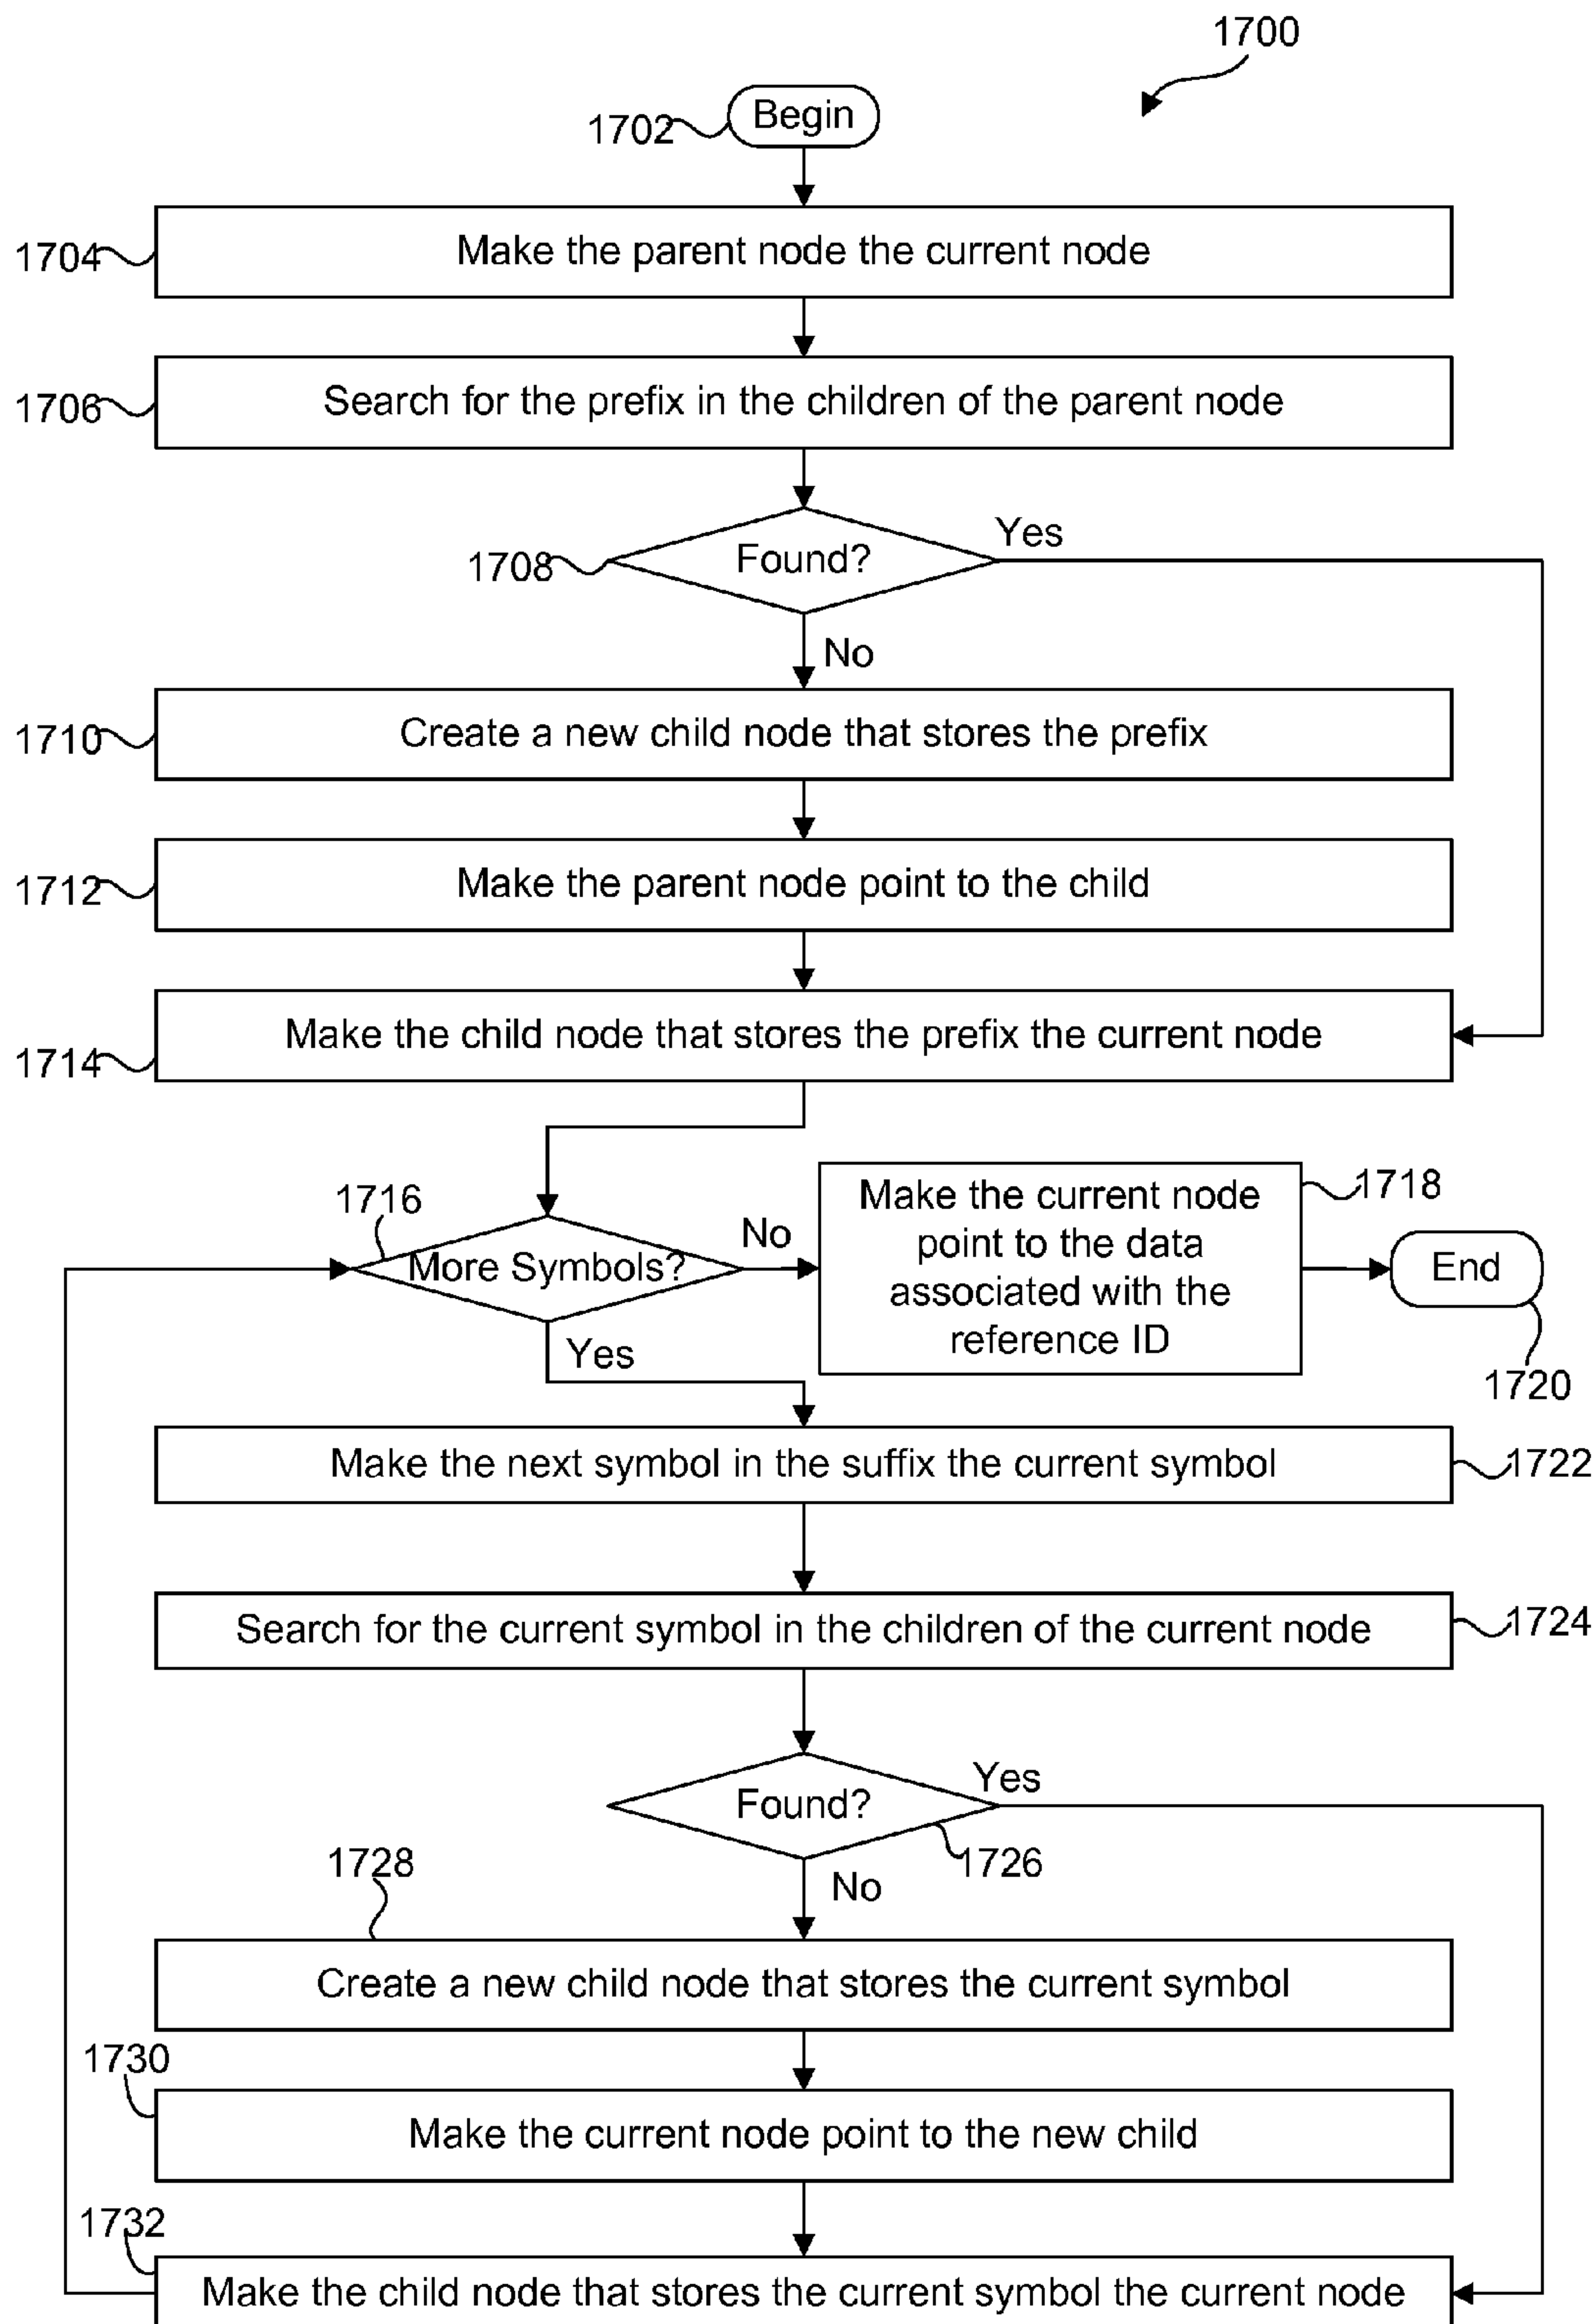 1700
1702
Begin
1704
Make the parent node the current node
1706
Search for the prefix in the children of the parent node
1708
Found?
Yes
No
1710
Create a new child node that stores the prefix
1712
Make the parent node point to the child
1714
Make the child node that stores the prefix the current node
1716
More Symbols?
No
Yes
Make the current node
point to the data
associated with the
reference ID
1718
End
1720
Make the next symbol in the suffix the current symbol
1722
Search for the current symbol in the children of the current node
1724
Found?
Yes
1726
No
1728
Create a new child node that stores the current symbol
1730
Make the current node point to the new child
1732
Make the child node that stores the current symbol the current node